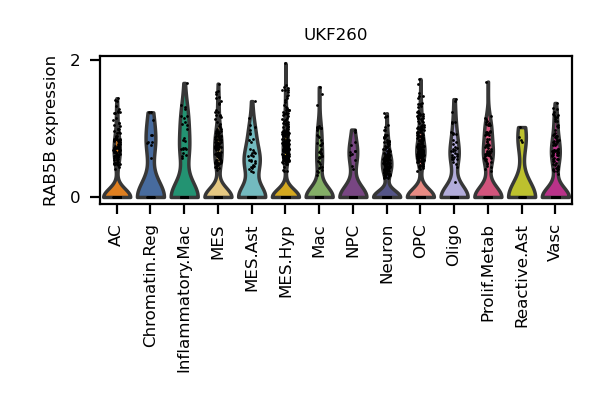 UKF260
RAB5B expression
2
0
AC
Chromatin.Reg
Inflammatory.Mac
MES
MES.Ast
MES.Hyp
Mac
NPC
Neuron
OPC
Oligo
Prolif.Metab
Reactive.Ast
Vasc